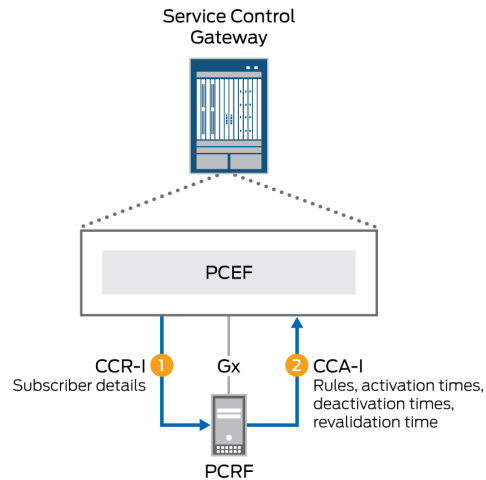 Service Control
Gateway
PCEF
CCR-I 1
Subscriber details
Gx
2 CCA-I
Rules, activation times,
deactivation times,
revalidation time
PCRF